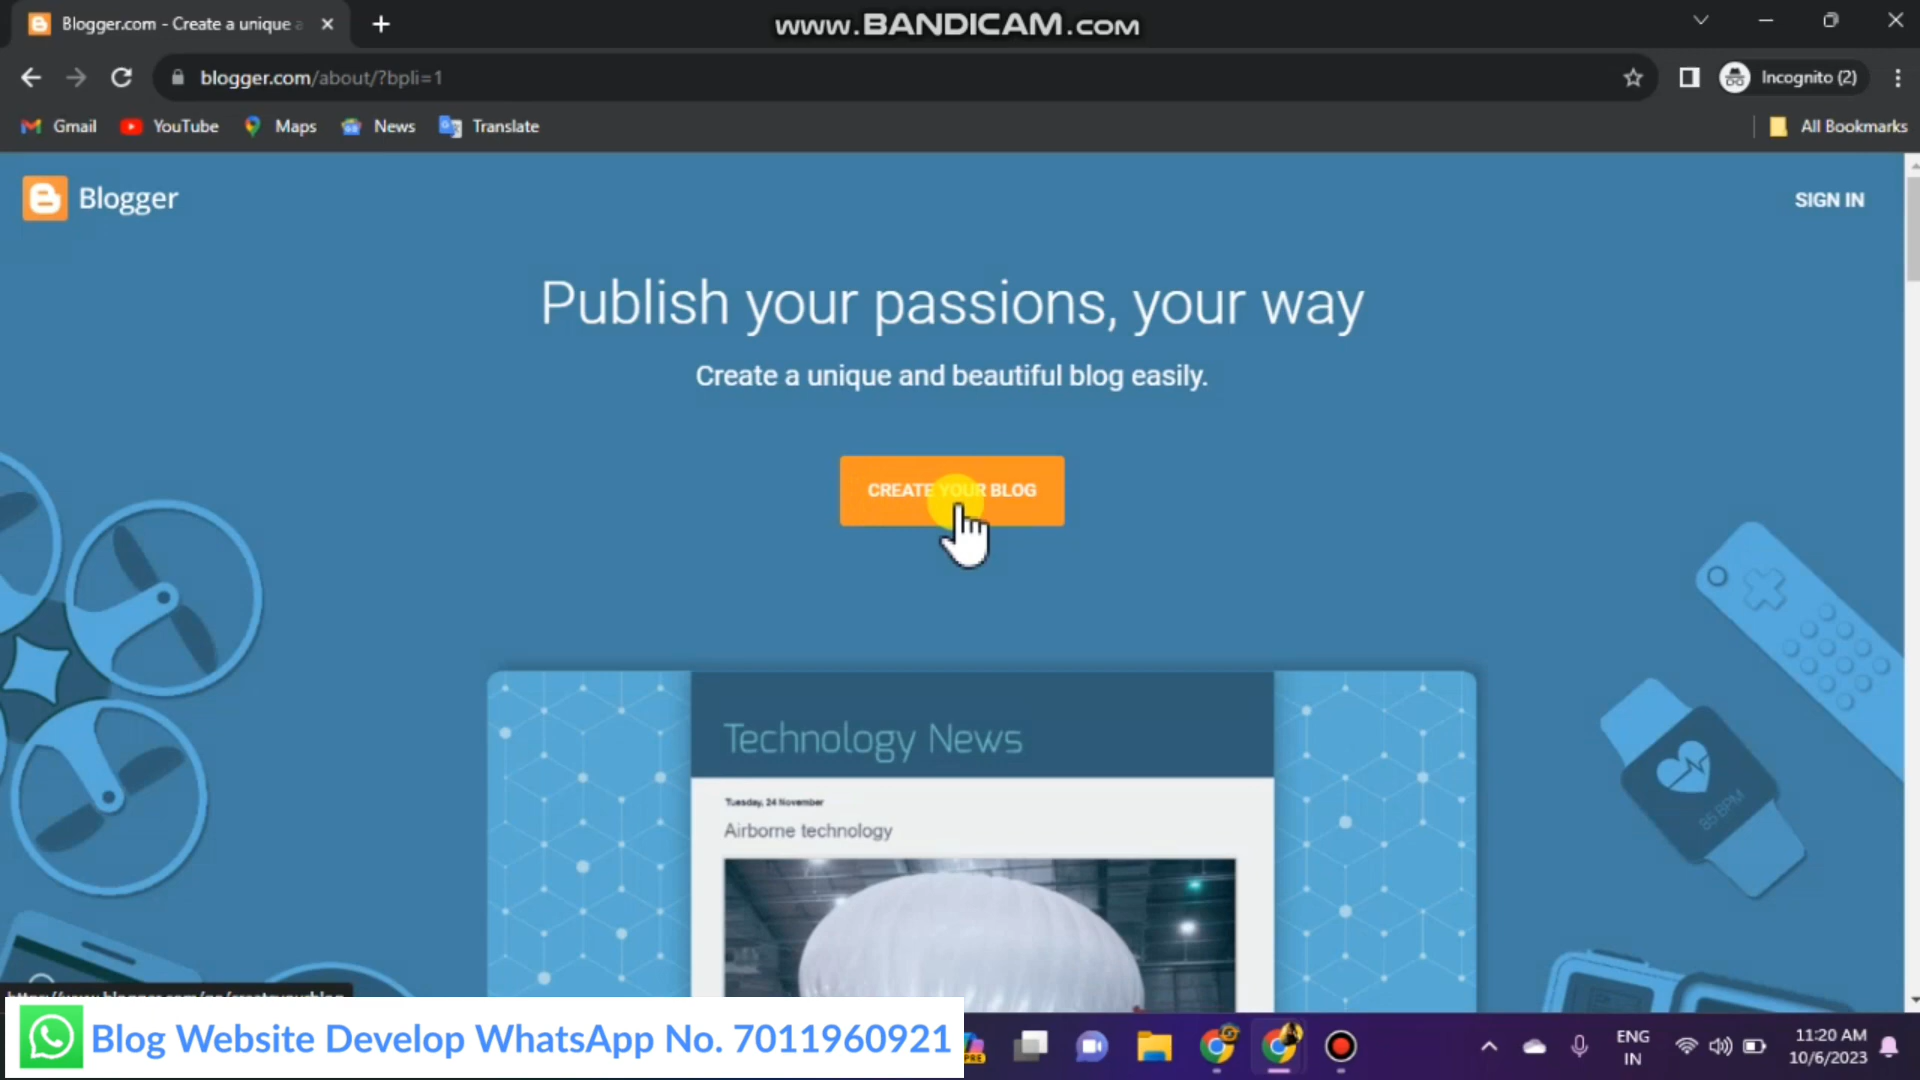 Blogger.com - Create a unique a
www.BANDICAM.com
blogger.com/about/?bpli=1
Incognito (2)
Gmail
YouTube
Maps
News
Translate
All Bookmarks
Blogger
SIGN IN
Publish your passions, your way
Create a unique and beautiful blog easily.
CREATE YOUR BLOG
Technology News
Tuesday, 24 November
Airborne technology
85 BPM
Blog Website Develop WhatsApp No. 7011960921
PRE
ENG
IN
11:20 AM
10/6/2023